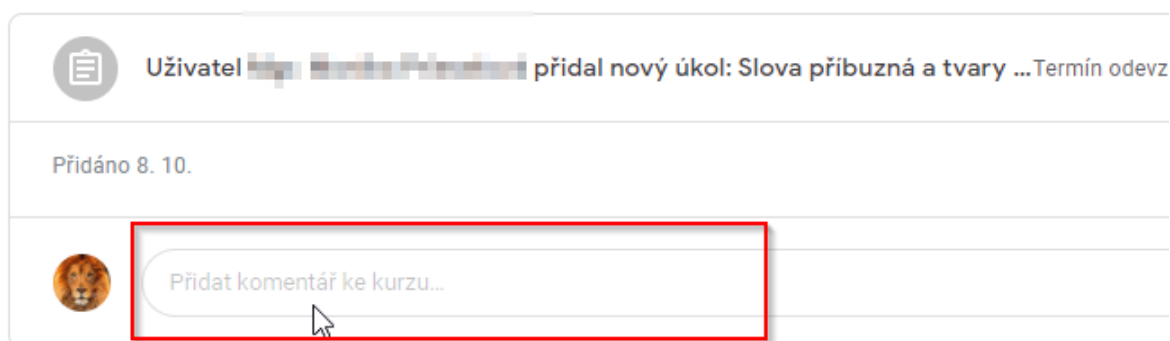 Uživatel přidal nový úkol: Slova příbuzná a tvary ...Termín odevz
Přidáno 8. 10.
Přidat komentář ke kurzu...